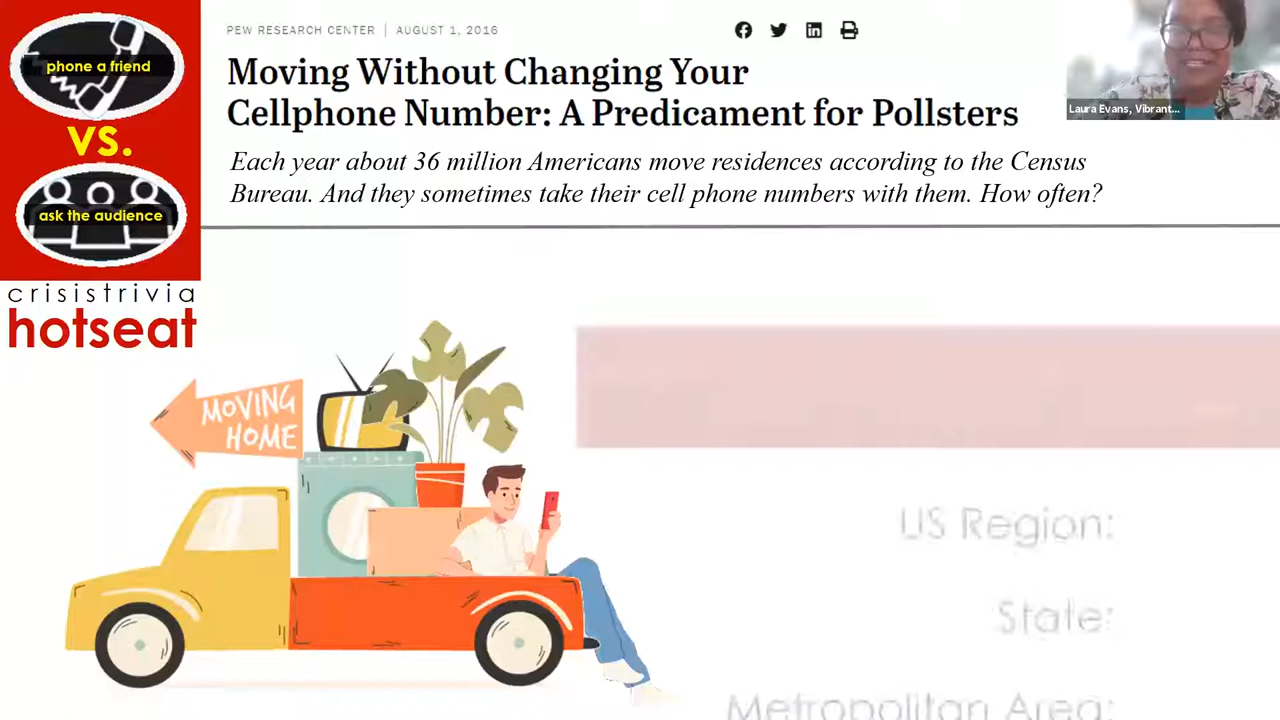 phone a friend
vs.
ask the audience
crisistrivia
hotseat
PEW RESEARCH CENTER | AUGUST 1, 2016
Moving Without Changing Your
Cellphone Number: A Predicament for Pollsters
Each year about 36 million Americans move residences according to the Census
Bureau. And they sometimes take their cell phone numbers with them. How often?
Laura Evans, Vibrant...
MOVING
HOME
US Region:
State:
Metropolitan Area: